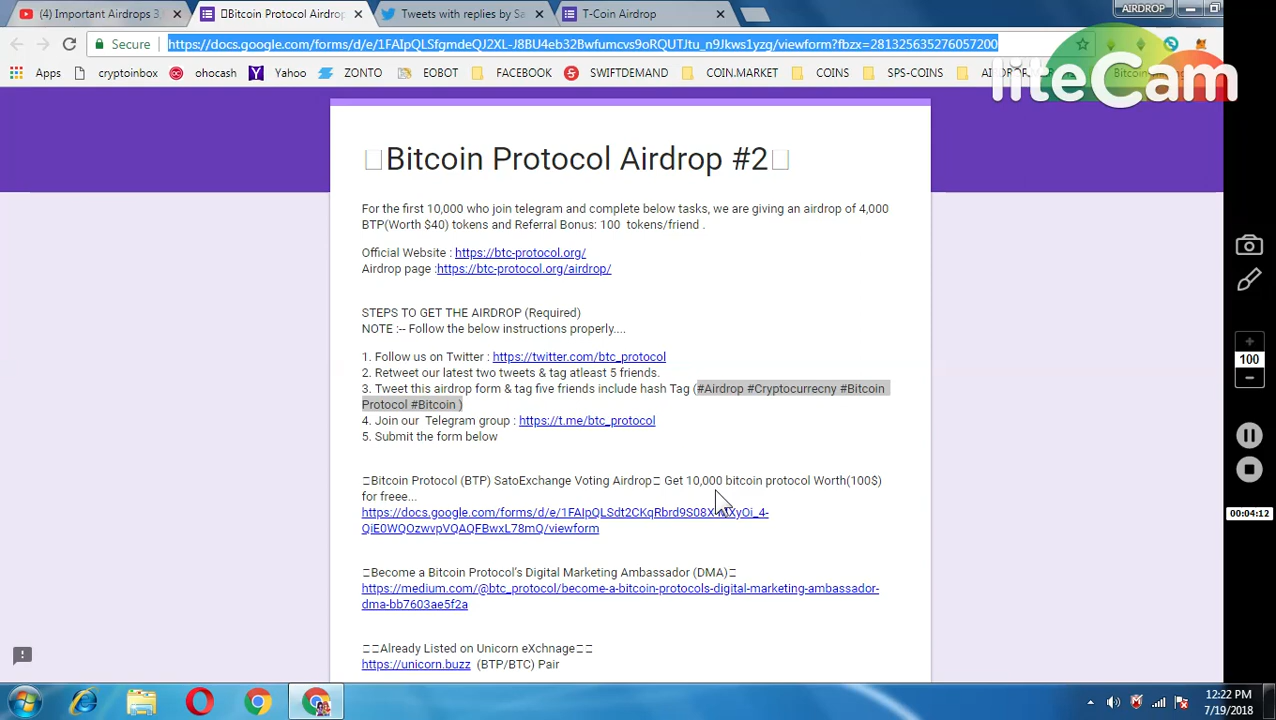 (4) Important Airdrops 3,
Bitcoin Protocol Airdrop
Tweets with replies by Sa
T-Coin Airdrop
AIRDROP
Secure
https://docs.google.com/forms/d/e/1FAIpQLSfgmdeQJ2XL-J8BU4eb32Bwfumcvs9oRQUTJtu_n9Jkws1yzg/viewform?fbzx=281325635276057200
Apps
cryptoinbox
ohocash
Yahoo
ZONTO
EOBOT
FACEBOOK
SWIFTDEMAND
COIN.MARKET
COINS
SPS-COINS
liteCam
Bitcoin Protocol Airdrop #2
For the first 10,000 who join telegram and complete below tasks, we are giving an airdrop of 4,000
BTP(Worth $40) tokens and Referral Bonus: 100 tokens/friend .
Official Website : https://btc-protocol.org/
Airdrop page :https://btc-protocol.org/airdrop/
STEPS TO GET THE AIRDROP (Required)
NOTE :-- Follow the below instructions properly....
1. Follow us on Twitter : https://twitter.com/btc_protocol
2. Retweet our latest two tweets & tag atleast 5 friends.
3. Tweet this airdrop form & tag five friends include hash Tag (#Airdrop #Cryptocurrecny #Bitcoin
Protocol #Bitcoin )
4. Join our Telegram group : https://t.me/btc_protocol
5. Submit the form below
Bitcoin Protocol (BTP) SatoExchange Voting Airdrop Get 10,000 bitcoin protocol Worth(100$)
for freee...
QiE0WQOzwvpVQAQFBwxL78mQ/viewform
Become a Bitcoin Protocol's Digital Marketing Ambassador (DMA)
https://medium.com/@btc_protocol/become-a-bitcoin-protocols-digital-marketing-ambassador-
dma-bb7603ae5f2a
Already Listed on Unicorn eXchnage
https://unicorn.buzz (BTP/BTC) Pair
100
00:04:12
12:22 PM
7/19/2018